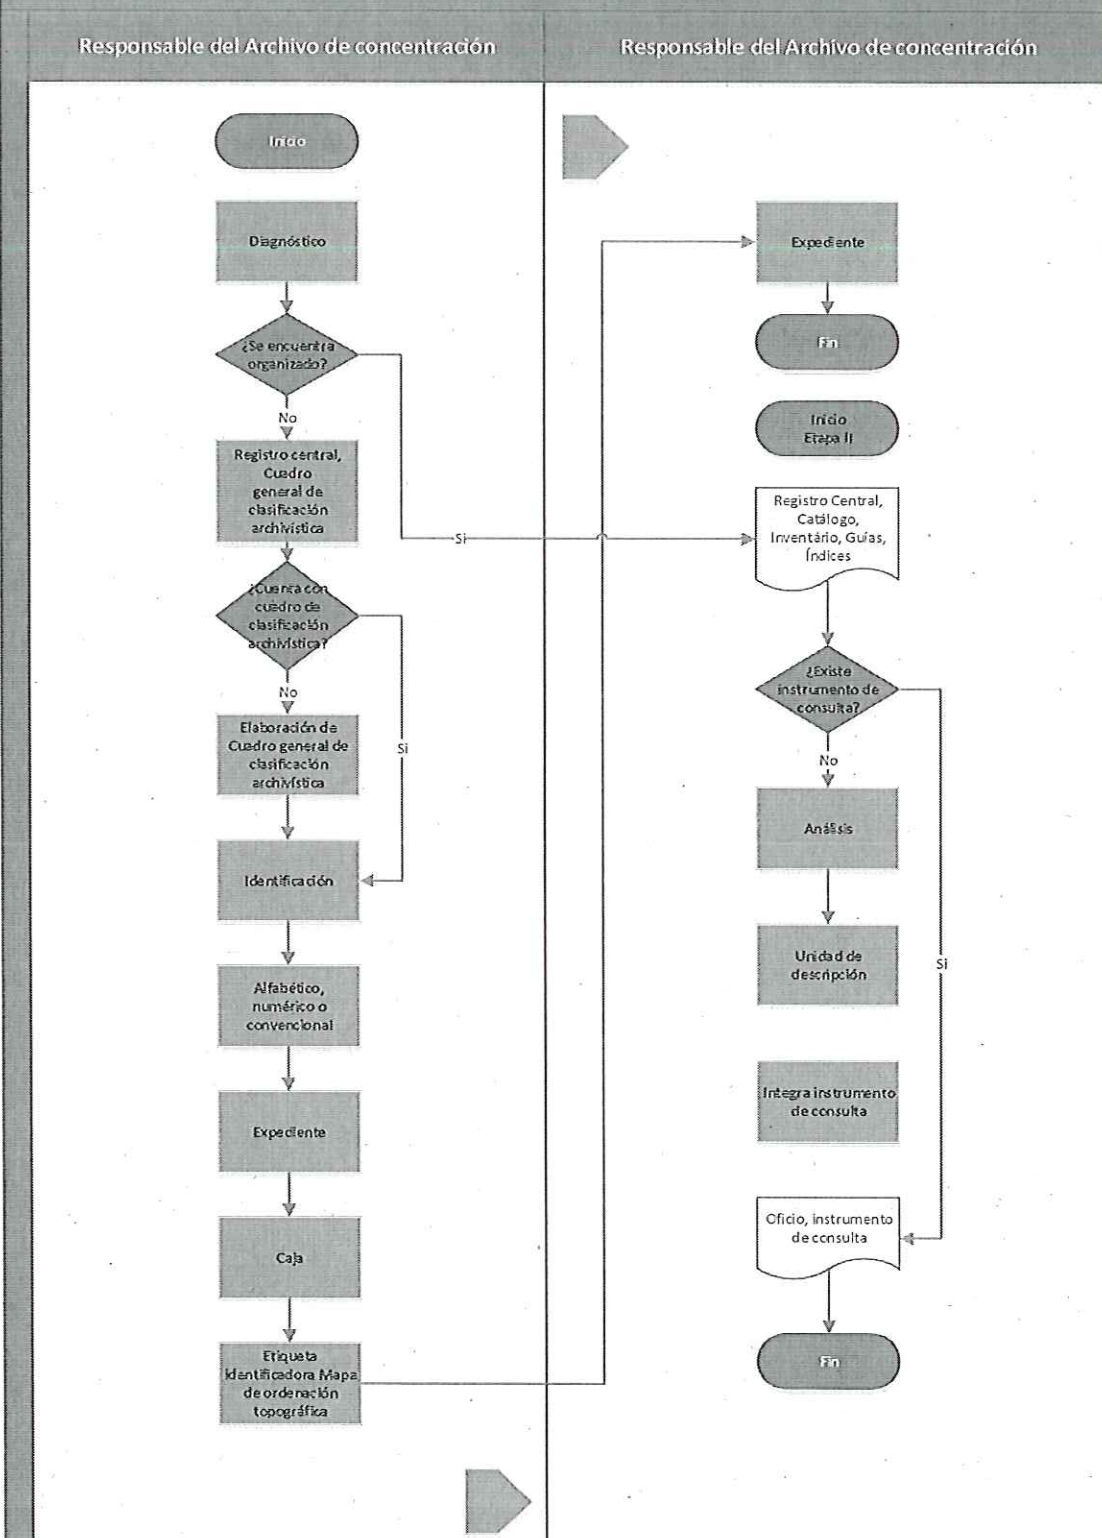 Responsable del Archivo de concentración
Inicio
Diagnóstico
¿Se encuentra
organizado?
No
Si
Registro central,
Cuadro
general de
clasificación
archivística
¿Cuenta con
cuadro de
clasificación
archivística?
No
Si
Elaboración de
Cuadro general de
clasificación
archivística
Identificación
Alfabético,
numérico o
convencional
Expediente
Caja
Etiqueta
identificadora Mapa
de ordenación
topográfica
Responsable del Archivo de concentración
Expediente
Fin
Inicio
Etapa II
Registro Central,
Catálogo,
Inventário, Guías,
Índices
¿Existe
instrumento de
consulta?
No
Si
Análisis
Unidad de
descripción
Integra instrumento
de consulta
Oficio, instrumento
de consulta
Fin